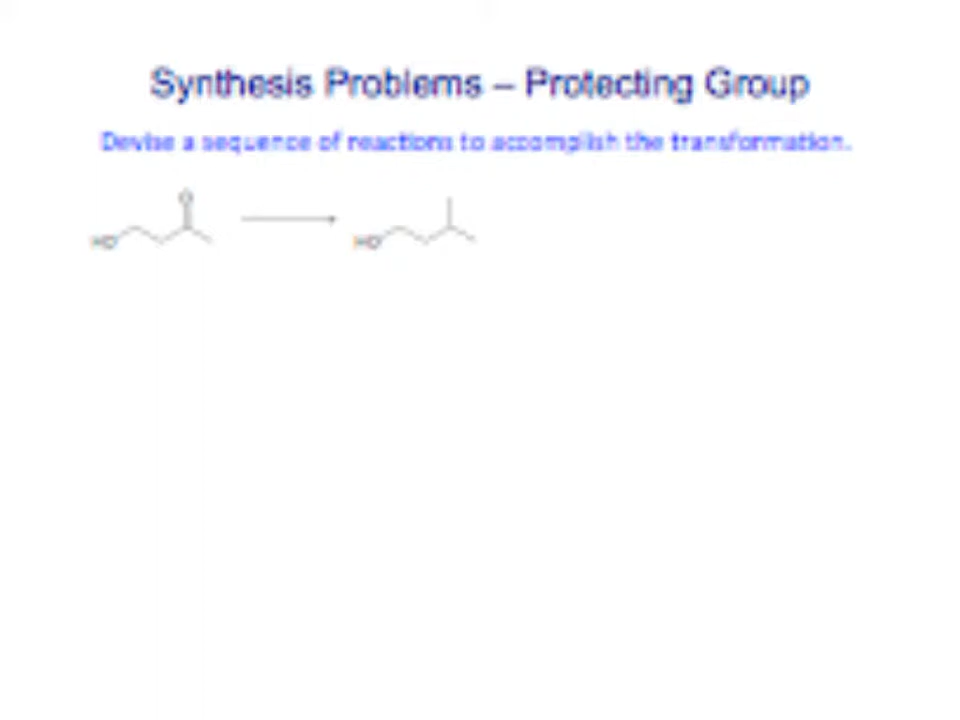 Synthesis Problems – Protecting Group
Devise a sequence of reactions to accomplish the transformation.
O
HO
HO